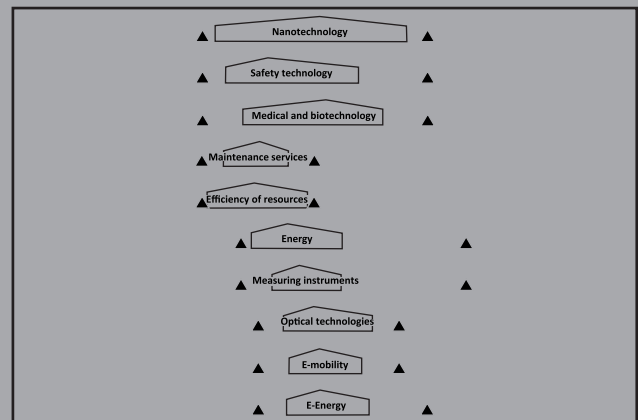 Nanotechnology
Safety technology
Medical and biotechnology
Maintenance services
Efficiency of resources
Energy
Measuring instruments
Optical technologies
E-mobility
E-Energy